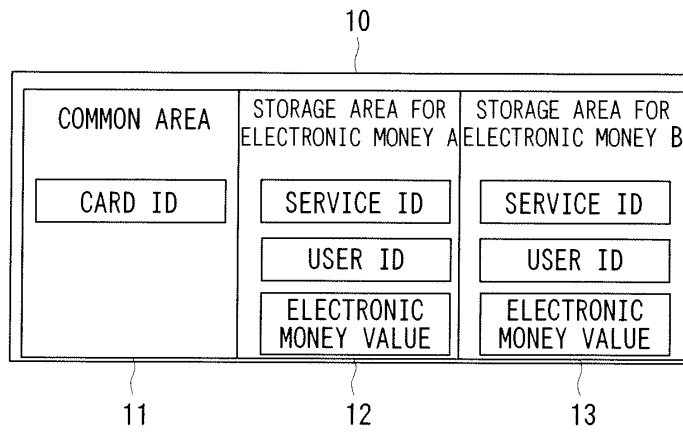 10
COMMON AREA
CARD ID
STORAGE AREA FOR
ELECTRONIC MONEY A
SERVICE ID
USER ID
ELECTRONIC
MONEY VALUE
STORAGE AREA FOR
ELECTRONIC MONEY B
SERVICE ID
USER ID
ELECTRONIC
MONEY VALUE
11
12
13